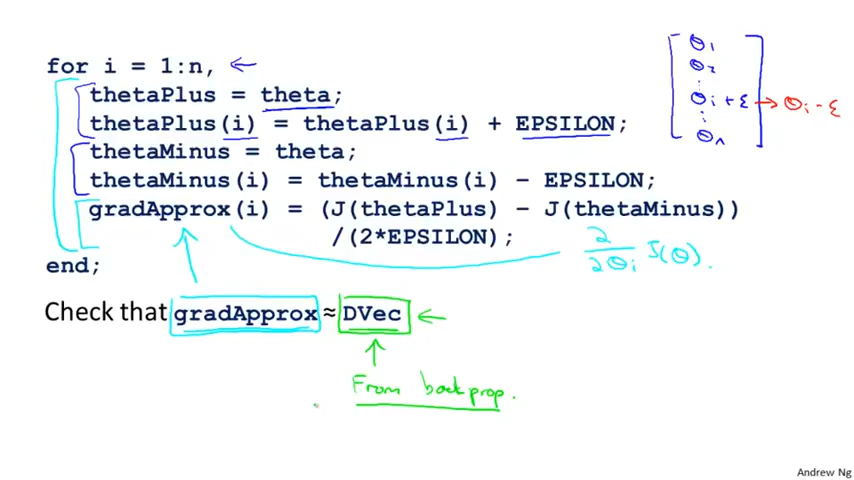 for i = 1:n, ←
thetaPlus = theta;
thetaPlus(i) = thetaPlus(i) + EPSILON;
thetaMinus = theta;
thetaMinus(i) = thetaMinus(i) – EPSILON;
gradApprox(i) = (J(thetaPlus) – J(thetaMinus))
/(2*EPSILON);
end;
θ1
θ2
⋮
θi + ε → θi - ε
⋮
θn
∂/∂θi J(θ).
Check that gradApprox ≈ DVec ←
From backprop.
Andrew Ng